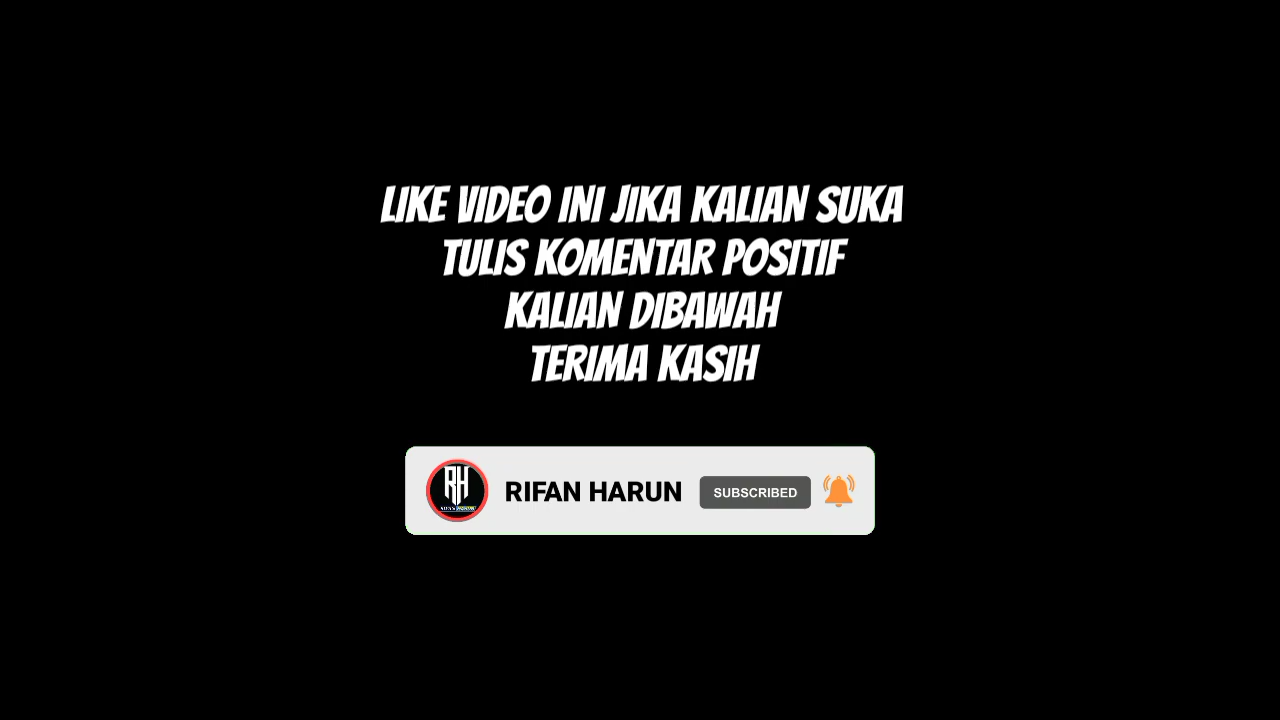 LIKE VIDEO INI JIKA KALIAN SUKA
TULIS KOMENTAR POSITIF
KALIAN DIBAWAH
TERIMA KASIH
RH
RIFAN HARUN
SUBSCRIBED